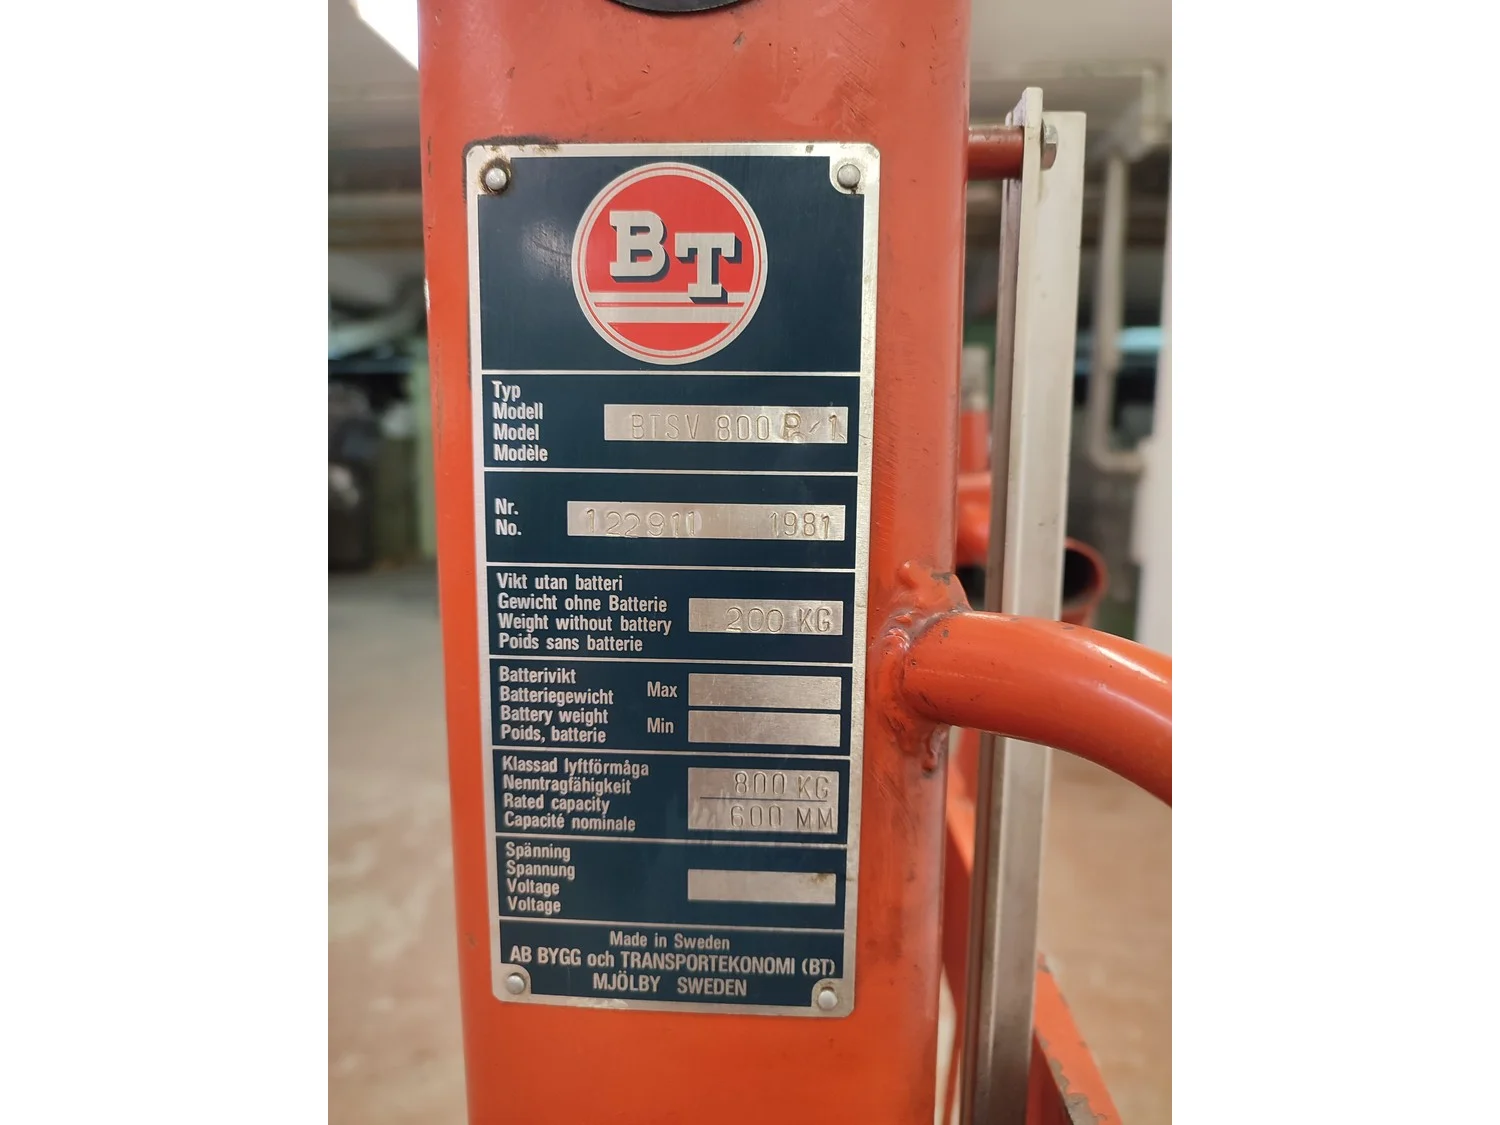 BT
Typ
Modell
Model
Modèle
BTSV 800 P/1
Nr.
No.
122911 1981
Vikt utan batteri
Gewicht ohne Batterie
Weight without battery
Poids sans batterie
200 KG
Batterivikt
Batteriegewicht
Battery weight
Poids, batterie
Max
Min
Klassad lyftförmåga
Nenntragfähigkeit
Rated capacity
Capacité nominale
800 KG
600 MM
Spänning
Spannung
Voltage
Voltage
Made in Sweden
AB BYGG och TRANSPORTEKONOMI (BT)
MJÖLBY SWEDEN